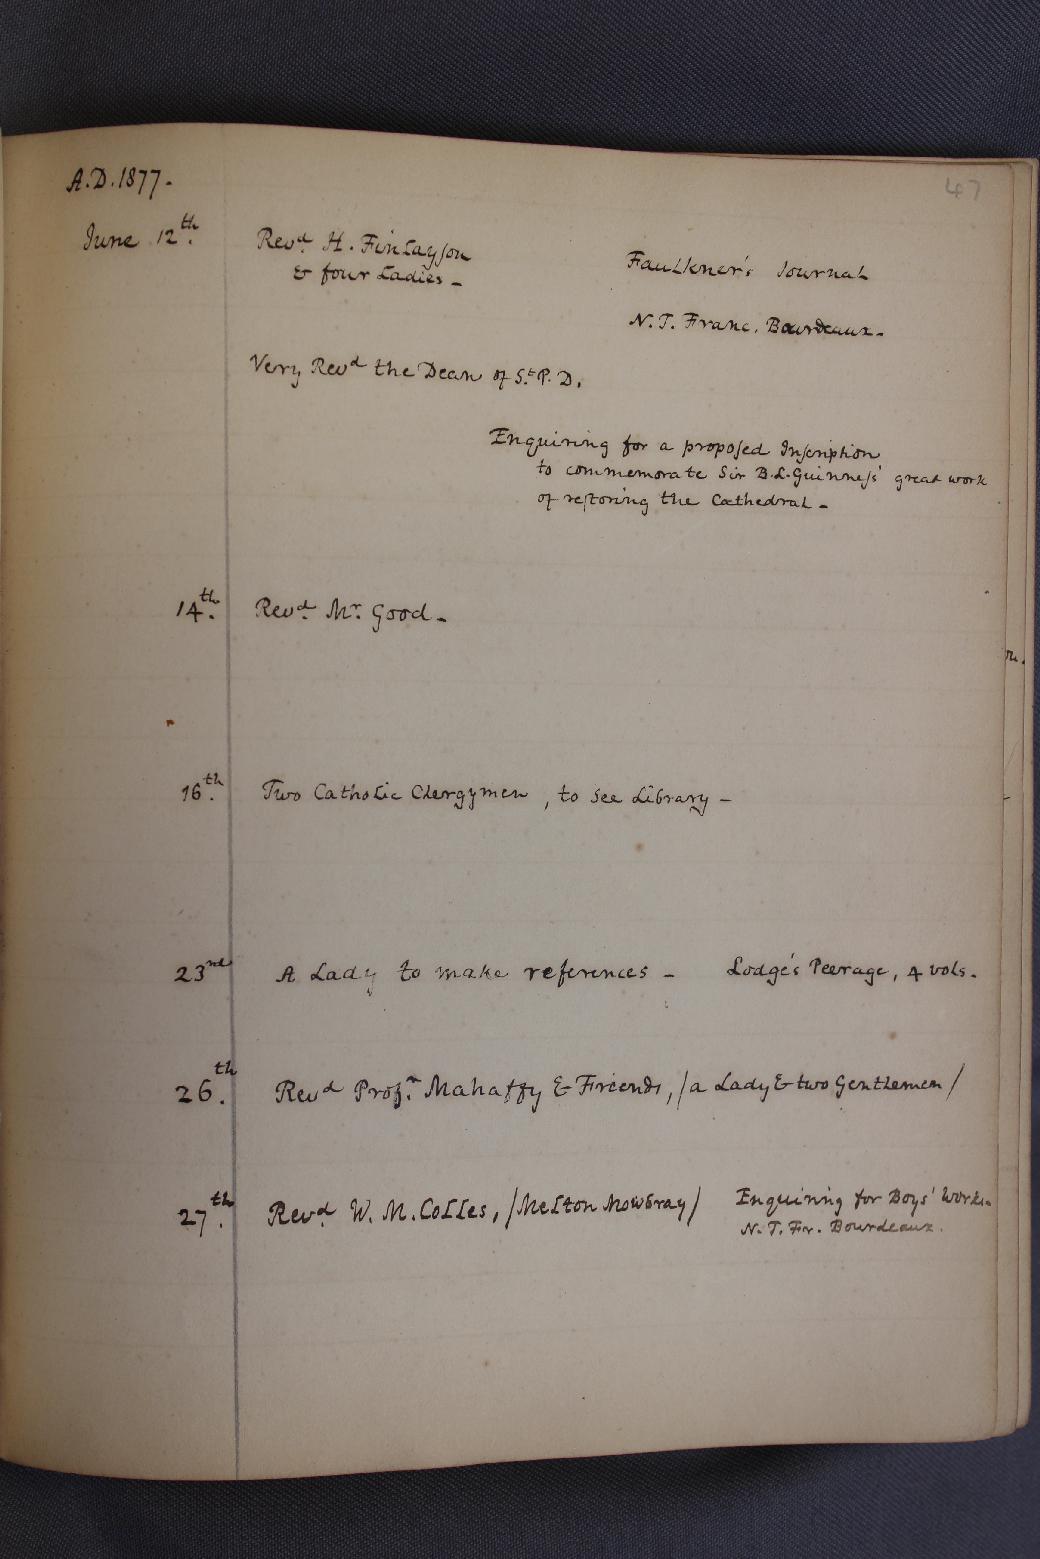 A.D. 1877.
47
June 12th. Revd. H. Finlayson
& four Ladies -
Faulkner's Journal
N.T. Franc. Bourdeaux.
Very Revd the Dean of St. P. D.
Enquiring for a proposed Inscription
to commemorate Sir B.L. Guinness' great work
of restoring the Cathedral -
14th. Revd. Mr. Good -
16th. Two Catholic Clergymen, to see Library -
23rd A Lady to make references - Lodge's Peerage, 4 vols.
26th. Revd Profr. Mahaffy & Friends, /a Lady & two Gentlemen/
27th. Revd. W. M. Colles, /Melton Mowbray/ Enquiring for Boys' Works.
N.T. Fr. Bourdeaux.